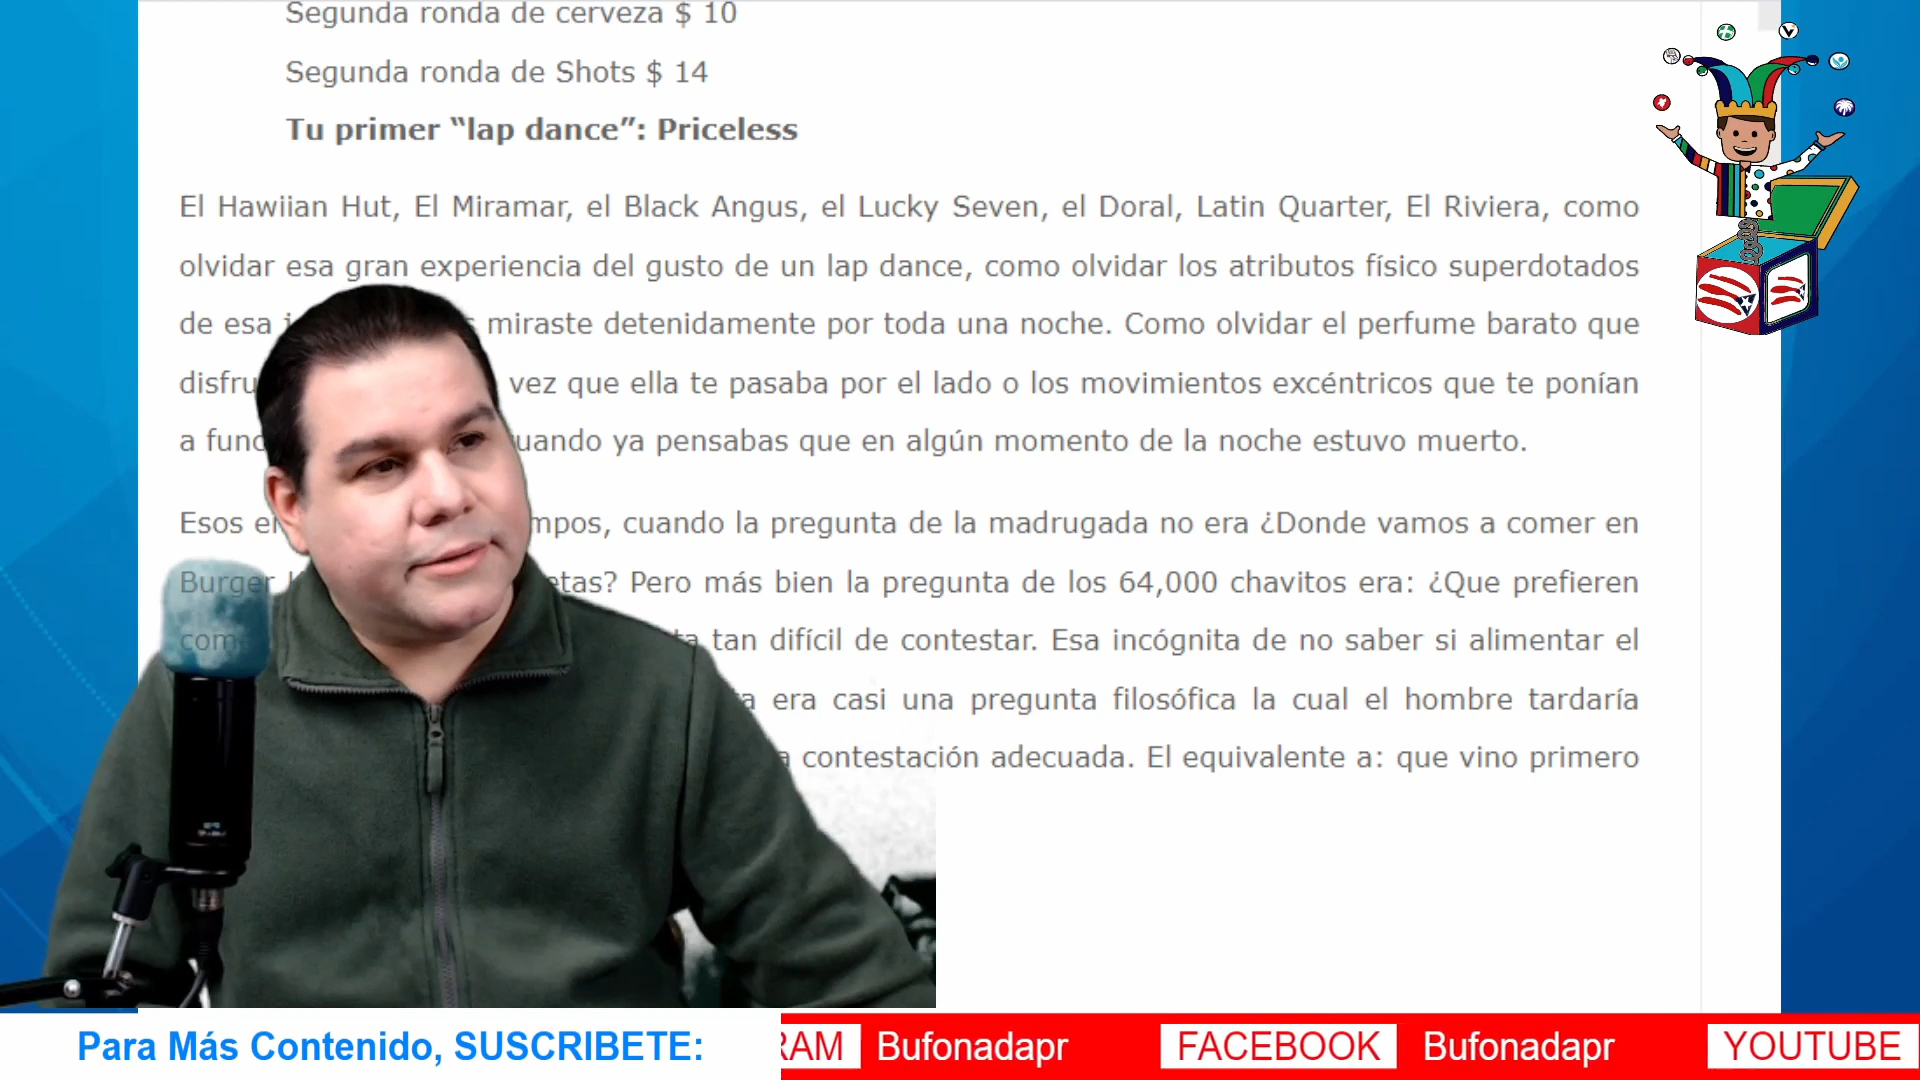 Segunda ronda de cerveza $ 10
Segunda ronda de Shots $ 14
Tu primer “lap dance”: Priceless
El Hawiian Hut, El Miramar, el Black Angus, el Lucky Seven, el Doral, Latin Quarter, El Riviera, como
olvidar esa gran experiencia del gusto de un lap dance, como olvidar los atributos físico superdotados
de esa miraste detenidamente por toda una noche. Como olvidar el perfume barato que
vez que ella te pasaba por el lado o los movimientos excéntricos que te ponían
a cuando ya pensabas que en algún momento de la noche estuvo muerto.
Esos cuando la pregunta de la madrugada no era ¿Donde vamos a comer en
Burger Pero más bien la pregunta de los 64,000 chavitos era: ¿Que prefieren
tan difícil de contestar. Esa incógnita de no saber si alimentar el
era casi una pregunta filosófica la cual el hombre tardaría
contestación adecuada. El equivalente a: que vino primero
Para Más Contenido, SUSCRIBETE: RAM Bufonadapr FACEBOOK Bufonadapr YOUTUBE